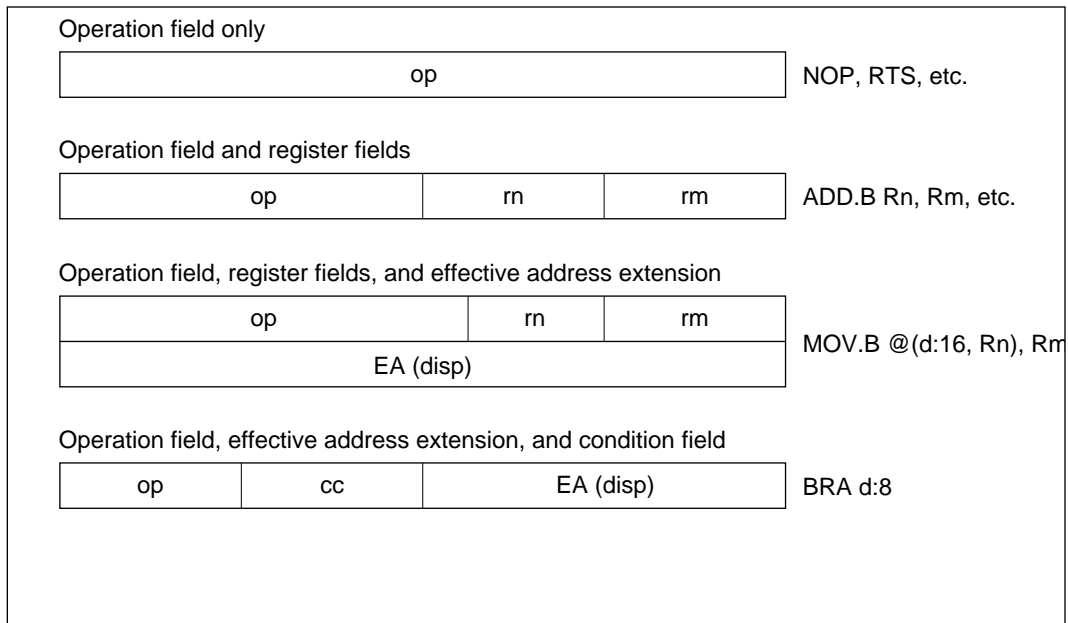 Operation field only
op
NOP, RTS, etc.
Operation field and register fields
op rn rm
ADD.B Rn, Rm, etc.
Operation field, register fields, and effective address extension
op rn rm
EA (disp)
MOV.B @(d:16, Rn), Rm
Operation field, effective address extension, and condition field
op cc EA (disp)
BRA d:8